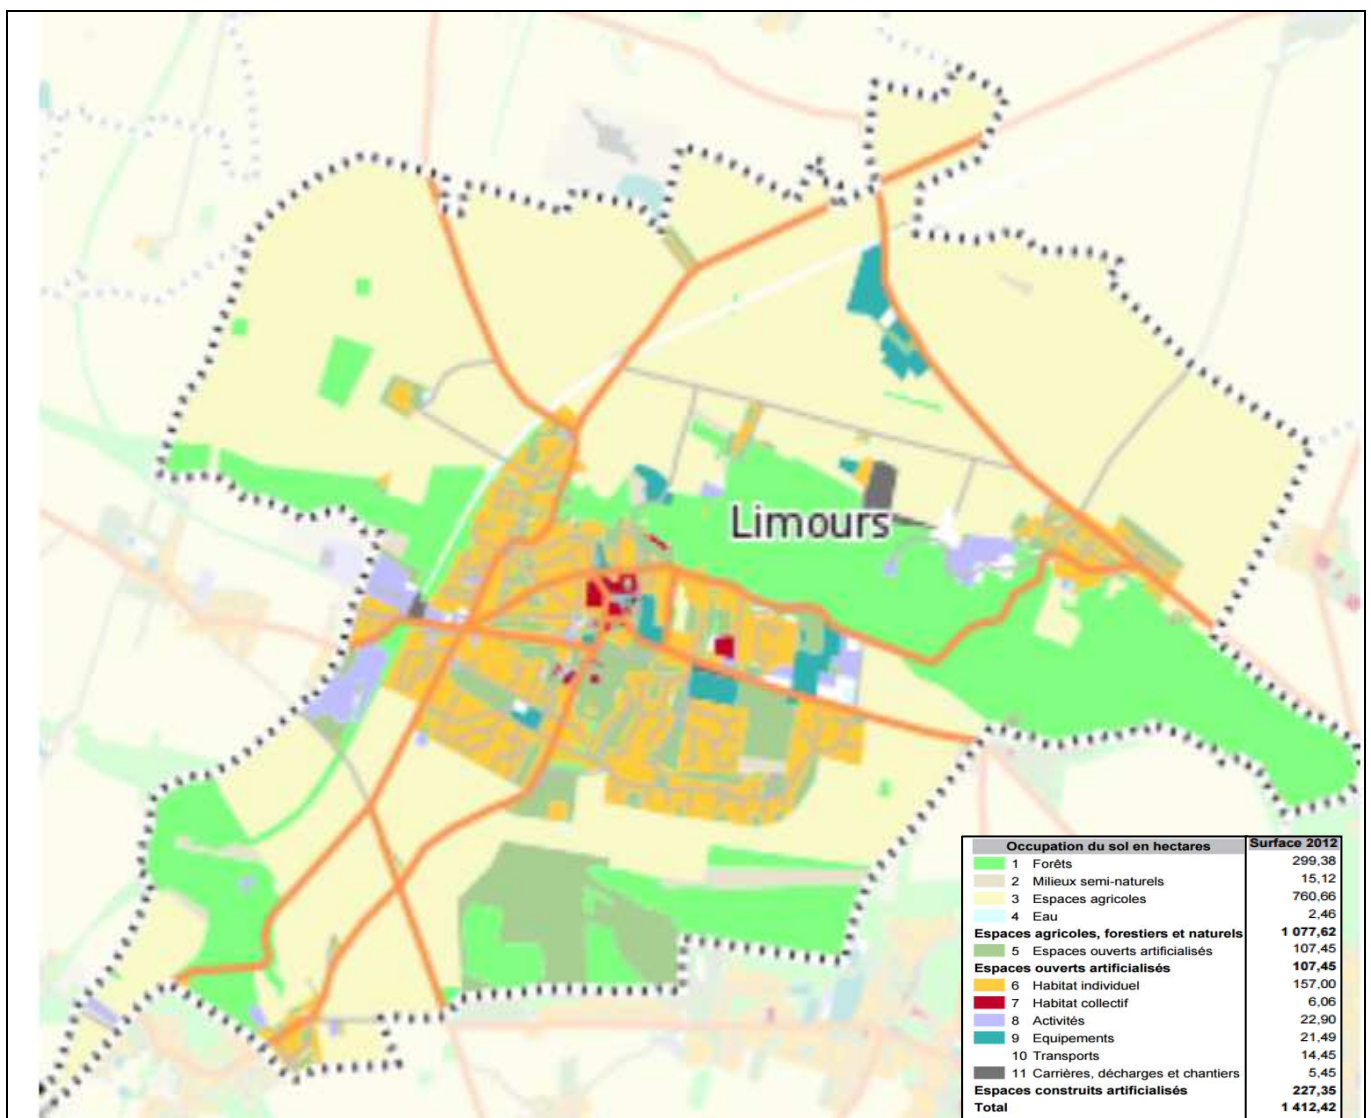 Limours
Occupation du sol en hectares Surface 2012
1 Forêts 299,38
2 Milieux semi-naturels 15,12
3 Espaces agricoles 760,66
4 Eau 2,46
Espaces agricoles, forestiers et naturels 1 077,62
5 Espaces ouverts artificialisés 107,45
Espaces ouverts artificialisés 107,45
6 Habitat individuel 157,00
7 Habitat collectif 6,06
8 Activités 22,90
9 Equipements 21,49
10 Transports 14,45
11 Carrières, décharges et chantiers 5,45
Espaces construits artificialisés 227,35
Total 1 412,42